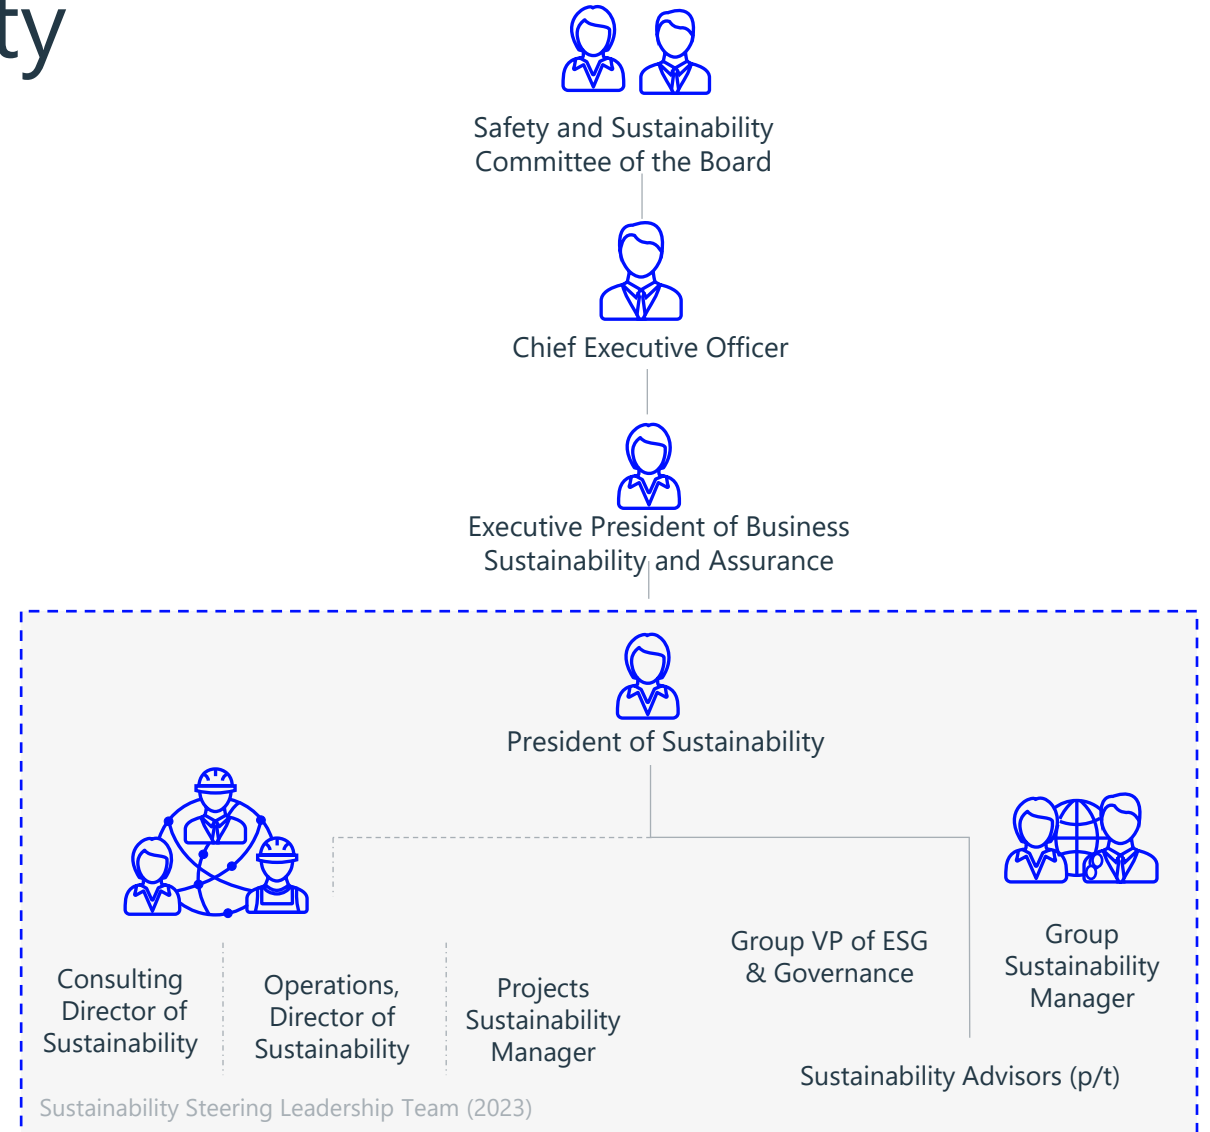 ty
Safety and Sustainability
Committee of the Board
Chief Executive Officer
Executive President of Business
Sustainability and Assurance
President of Sustainability
Consulting
Director of
Sustainability
Operations,
Director of
Sustainability
Projects
Sustainability
Manager
Group VP of ESG
& Governance
Group
Sustainability
Manager
Sustainability Advisors (p/t)
Sustainability Steering Leadership Team (2023)